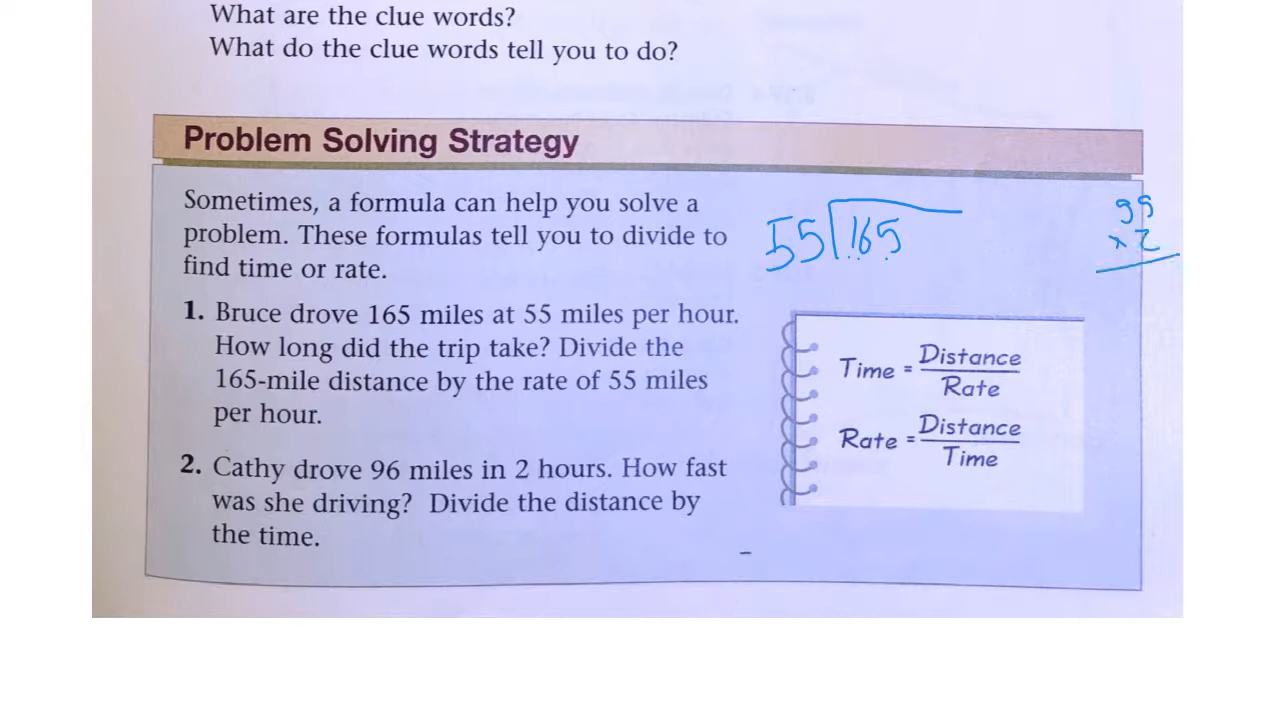 What are the clue words?
What do the clue words tell you to do?
Problem Solving Strategy
Sometimes, a formula can help you solve a
problem. These formulas tell you to divide to
find time or rate.
55 165
55
x 2
1. Bruce drove 165 miles at 55 miles per hour.
How long did the trip take? Divide the
165-mile distance by the rate of 55 miles
per hour.
2. Cathy drove 96 miles in 2 hours. How fast
was she driving? Divide the distance by
the time.
Time = Distance
Rate
Rate = Distance
Time